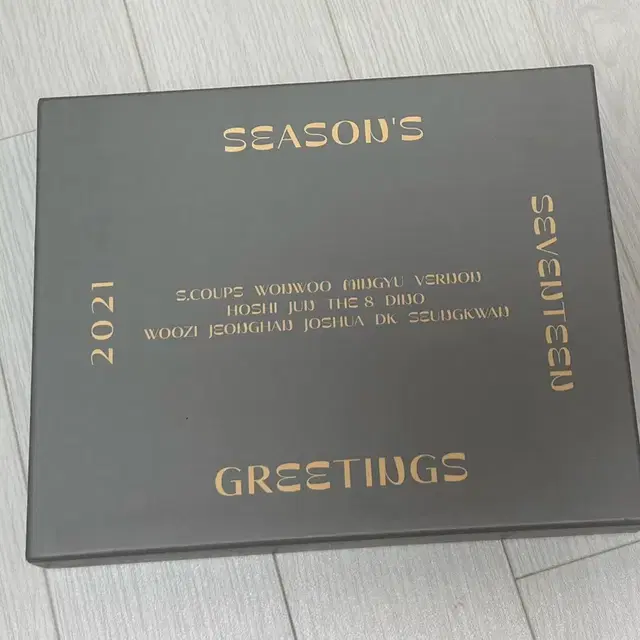 SEASON'S
2021
S.COUPS WONWOO MINGYU VERNON
HOSHI JUN THE 8 DINO
WOOZI JEONGHAN JOSHUA DK SEUNGKWAN
SEVENTEEN
GREETINGS